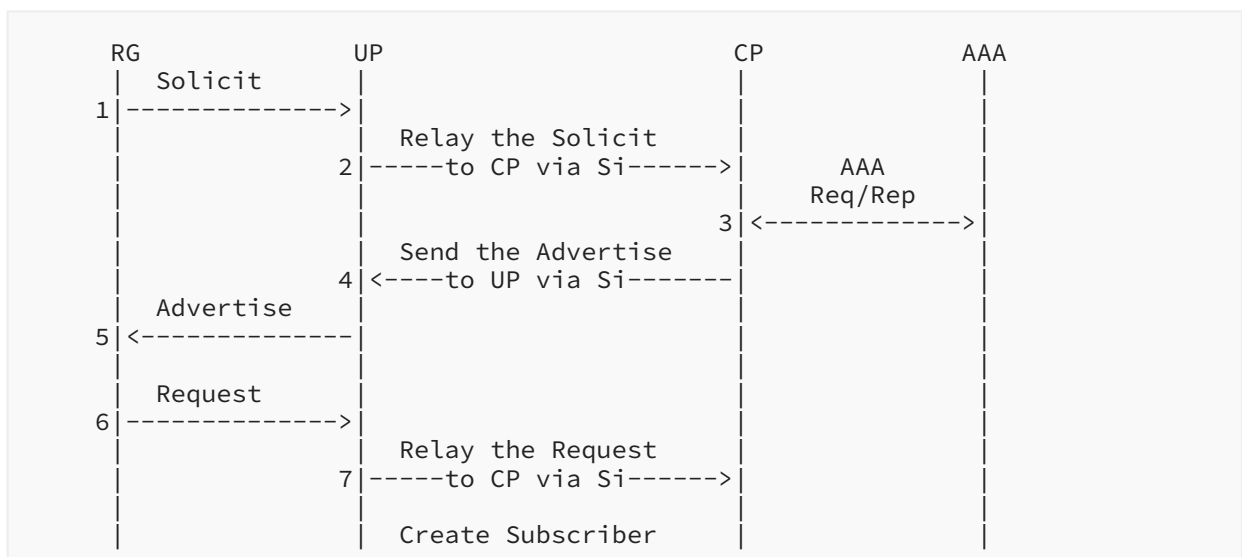 RG                  UP                              CP                  AAA
|   Solicit         |                               |                   |
1|-------------->|                               |                   |
|                   |   Relay the Solicit           |                   |
|                  2|-----to CP via Si------>|        AAA        |
|                   |                               |      Req/Rep      |
|                   |                              3|<------------->|
|                   |   Send the Advertise          |                   |
|                  4|<----to UP via Si-------|                   |
|   Advertise       |                               |                   |
5|<--------------|                               |                   |
|                   |                               |                   |
|   Request         |                               |                   |
6|-------------->|                               |                   |
|                   |   Relay the Request           |                   |
|                  7|-----to CP via Si------>|                   |
|                   |                               |                   |
|                   |   Create Subscriber           |                   |